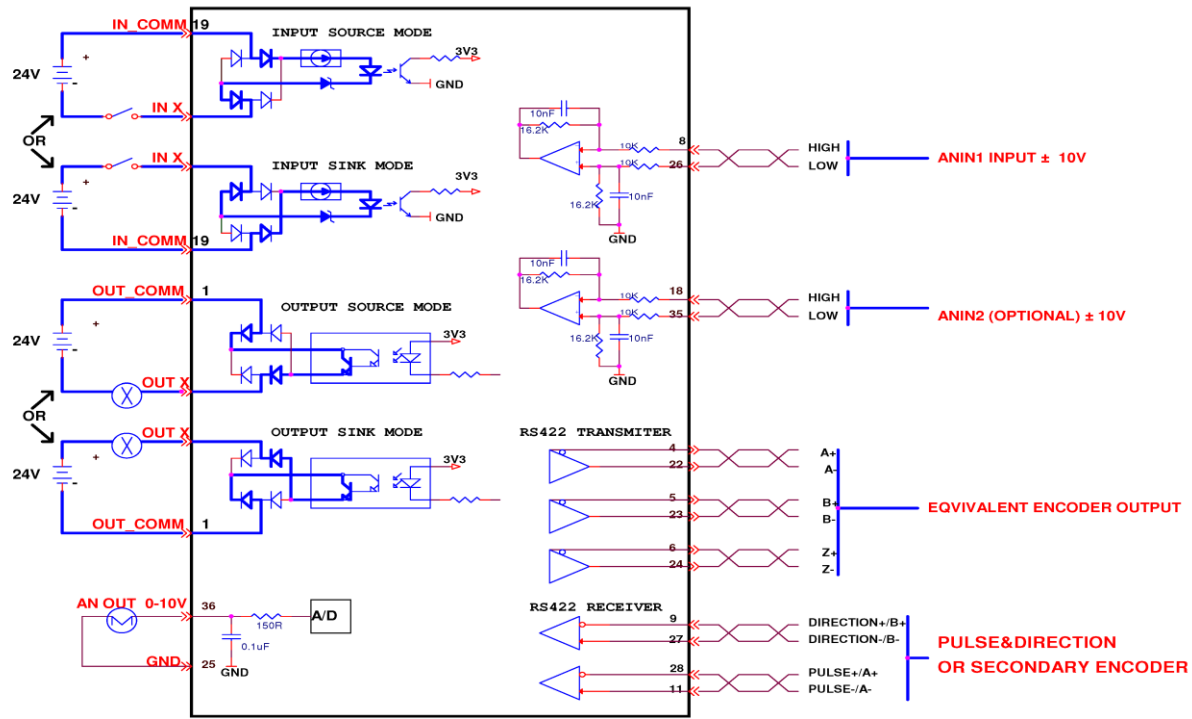 IN_COMM 19
INPUT SOURCE MODE
3V3
+
24V
-
GND
IN X
OR
IN X
INPUT SINK MODE
3V3
+
24V
-
GND
IN_COMM 19
OUT_COMM 1
OUTPUT SOURCE MODE
+
3V3
24V
-
OUT X
OR
OUT X
OUTPUT SINK MODE
+
3V3
24V
-
OUT_COMM 1
AN OUT 0-10V 36
150R
A/D
0.1uF
GND 25
GND
10nF
16.2K
10K
8
HIGH
10K
26
LOW
ANIN1 INPUT ± 10V
16.2K
10nF
GND
10nF
16.2K
10K
18
HIGH
10K
35
LOW
ANIN2 (OPTIONAL) ± 10V
16.2K
10nF
GND
RS422 TRANSMITER
4
A+
22
A-
5
B+
23
B-
EQVIVALENT ENCODER OUTPUT
6
Z+
24
Z-
RS422 RECEIVER
9
DIRECTION+/B+
27
DIRECTION-/B-
PULSE&DIRECTION
OR SECONDARY ENCODER
28
PULSE+/A+
11
PULSE-/A-